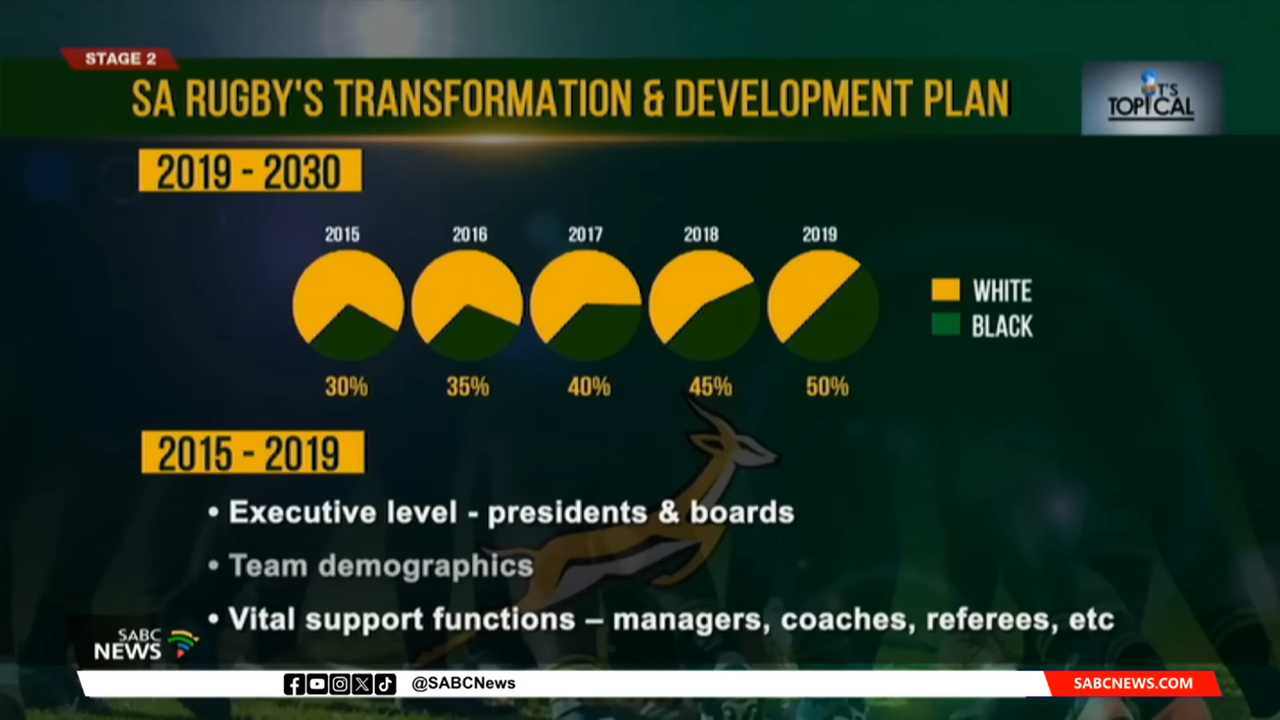 STAGE 2
SA RUGBY'S TRANSFORMATION & DEVELOPMENT PLAN
IT'S
TOPICAL
2019 - 2030
2015 2016 2017 2018 2019
WHITE
BLACK
30% 35% 40% 45% 50%
2015 - 2019
• Executive level - presidents & boards
• Team demographics
• Vital support functions – managers, coaches, referees, etc
SABC
NEWS
@SABCNews
SABCNEWS.COM